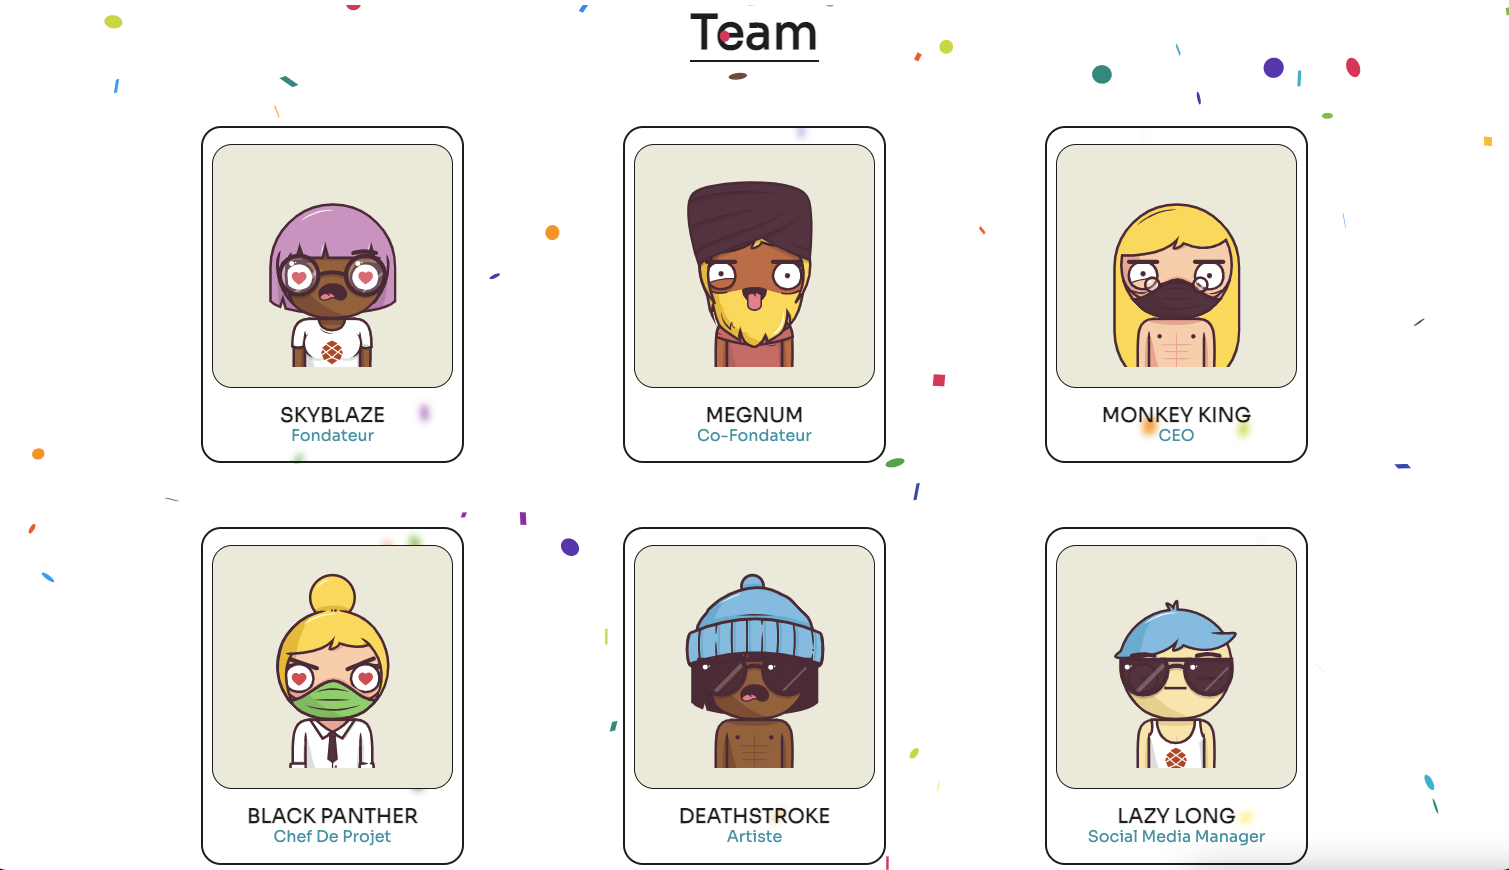 Team
SKYBLAZE
Fondateur
MEGNUM
Co-Fondateur
MONKEY KING
CEO
BLACK PANTHER
Chef De Projet
DEATHSTROKE
Artiste
LAZY LONG
Social Media Manager